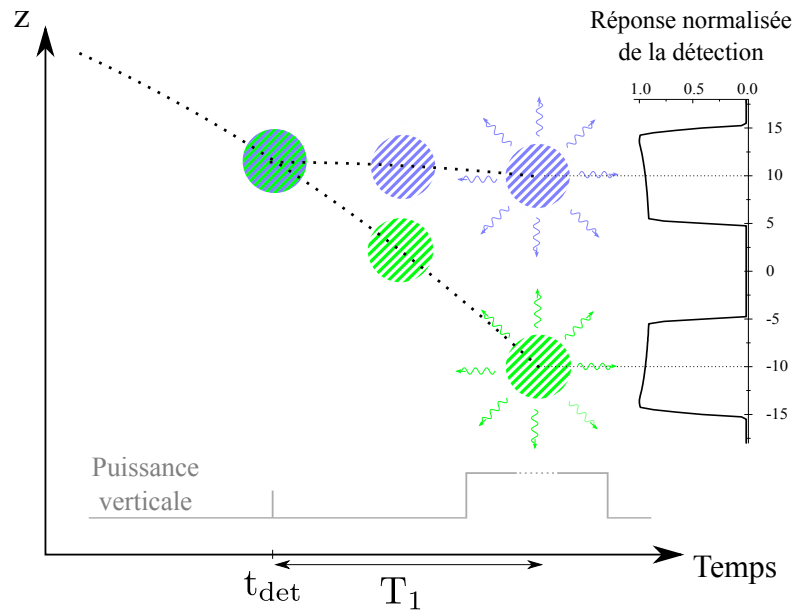 z
Réponse normalisée
de la détection
1.0 0.5 0.0
15
10
5
0
-5
-10
-15
Puissance
verticale
Temps
t_det
T_1